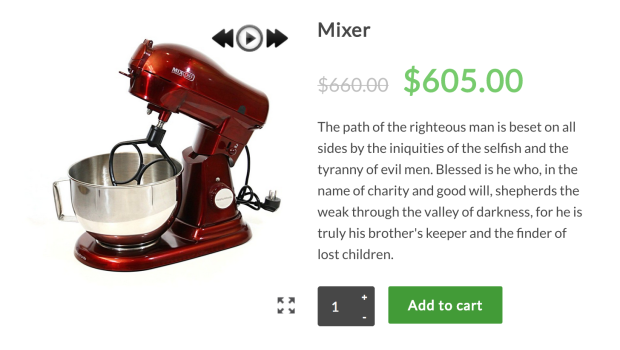 Mixer
$660.00 $605.00
The path of the righteous man is beset on all
sides by the iniquities of the selfish and the
tyranny of evil men. Blessed is he who, in the
name of charity and good will, shepherds the
weak through the valley of darkness, for he is
truly his brother's keeper and the finder of
lost children.
1 + -
Add to cart